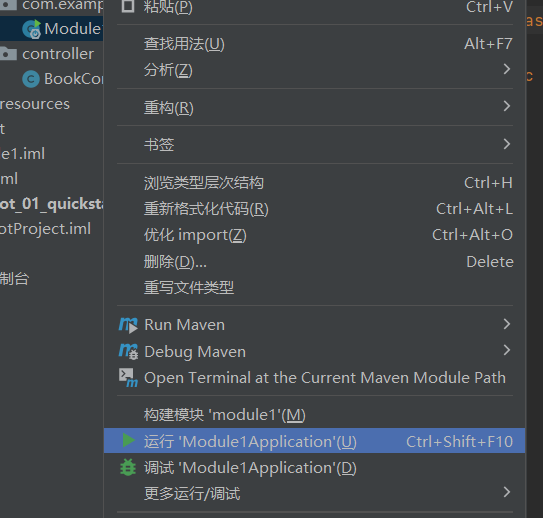 com.examp
Module
controller
BookCon
resources
t
e1.iml
ml
ot_01_quicksta
otProject.iml
制台
粘贴(P) Ctrl+V
查找用法(U) Alt+F7
分析(Z)
重构(R)
书签
浏览类型层次结构 Ctrl+H
重新格式化代码(R) Ctrl+Alt+L
优化 import(Z) Ctrl+Alt+O
删除(D)... Delete
重写文件类型
Run Maven
Debug Maven
Open Terminal at the Current Maven Module Path
构建模块 'module1'(M)
运行 'Module1Application'(U) Ctrl+Shift+F10
调试 'Module1Application'(D)
更多运行/调试
as
c